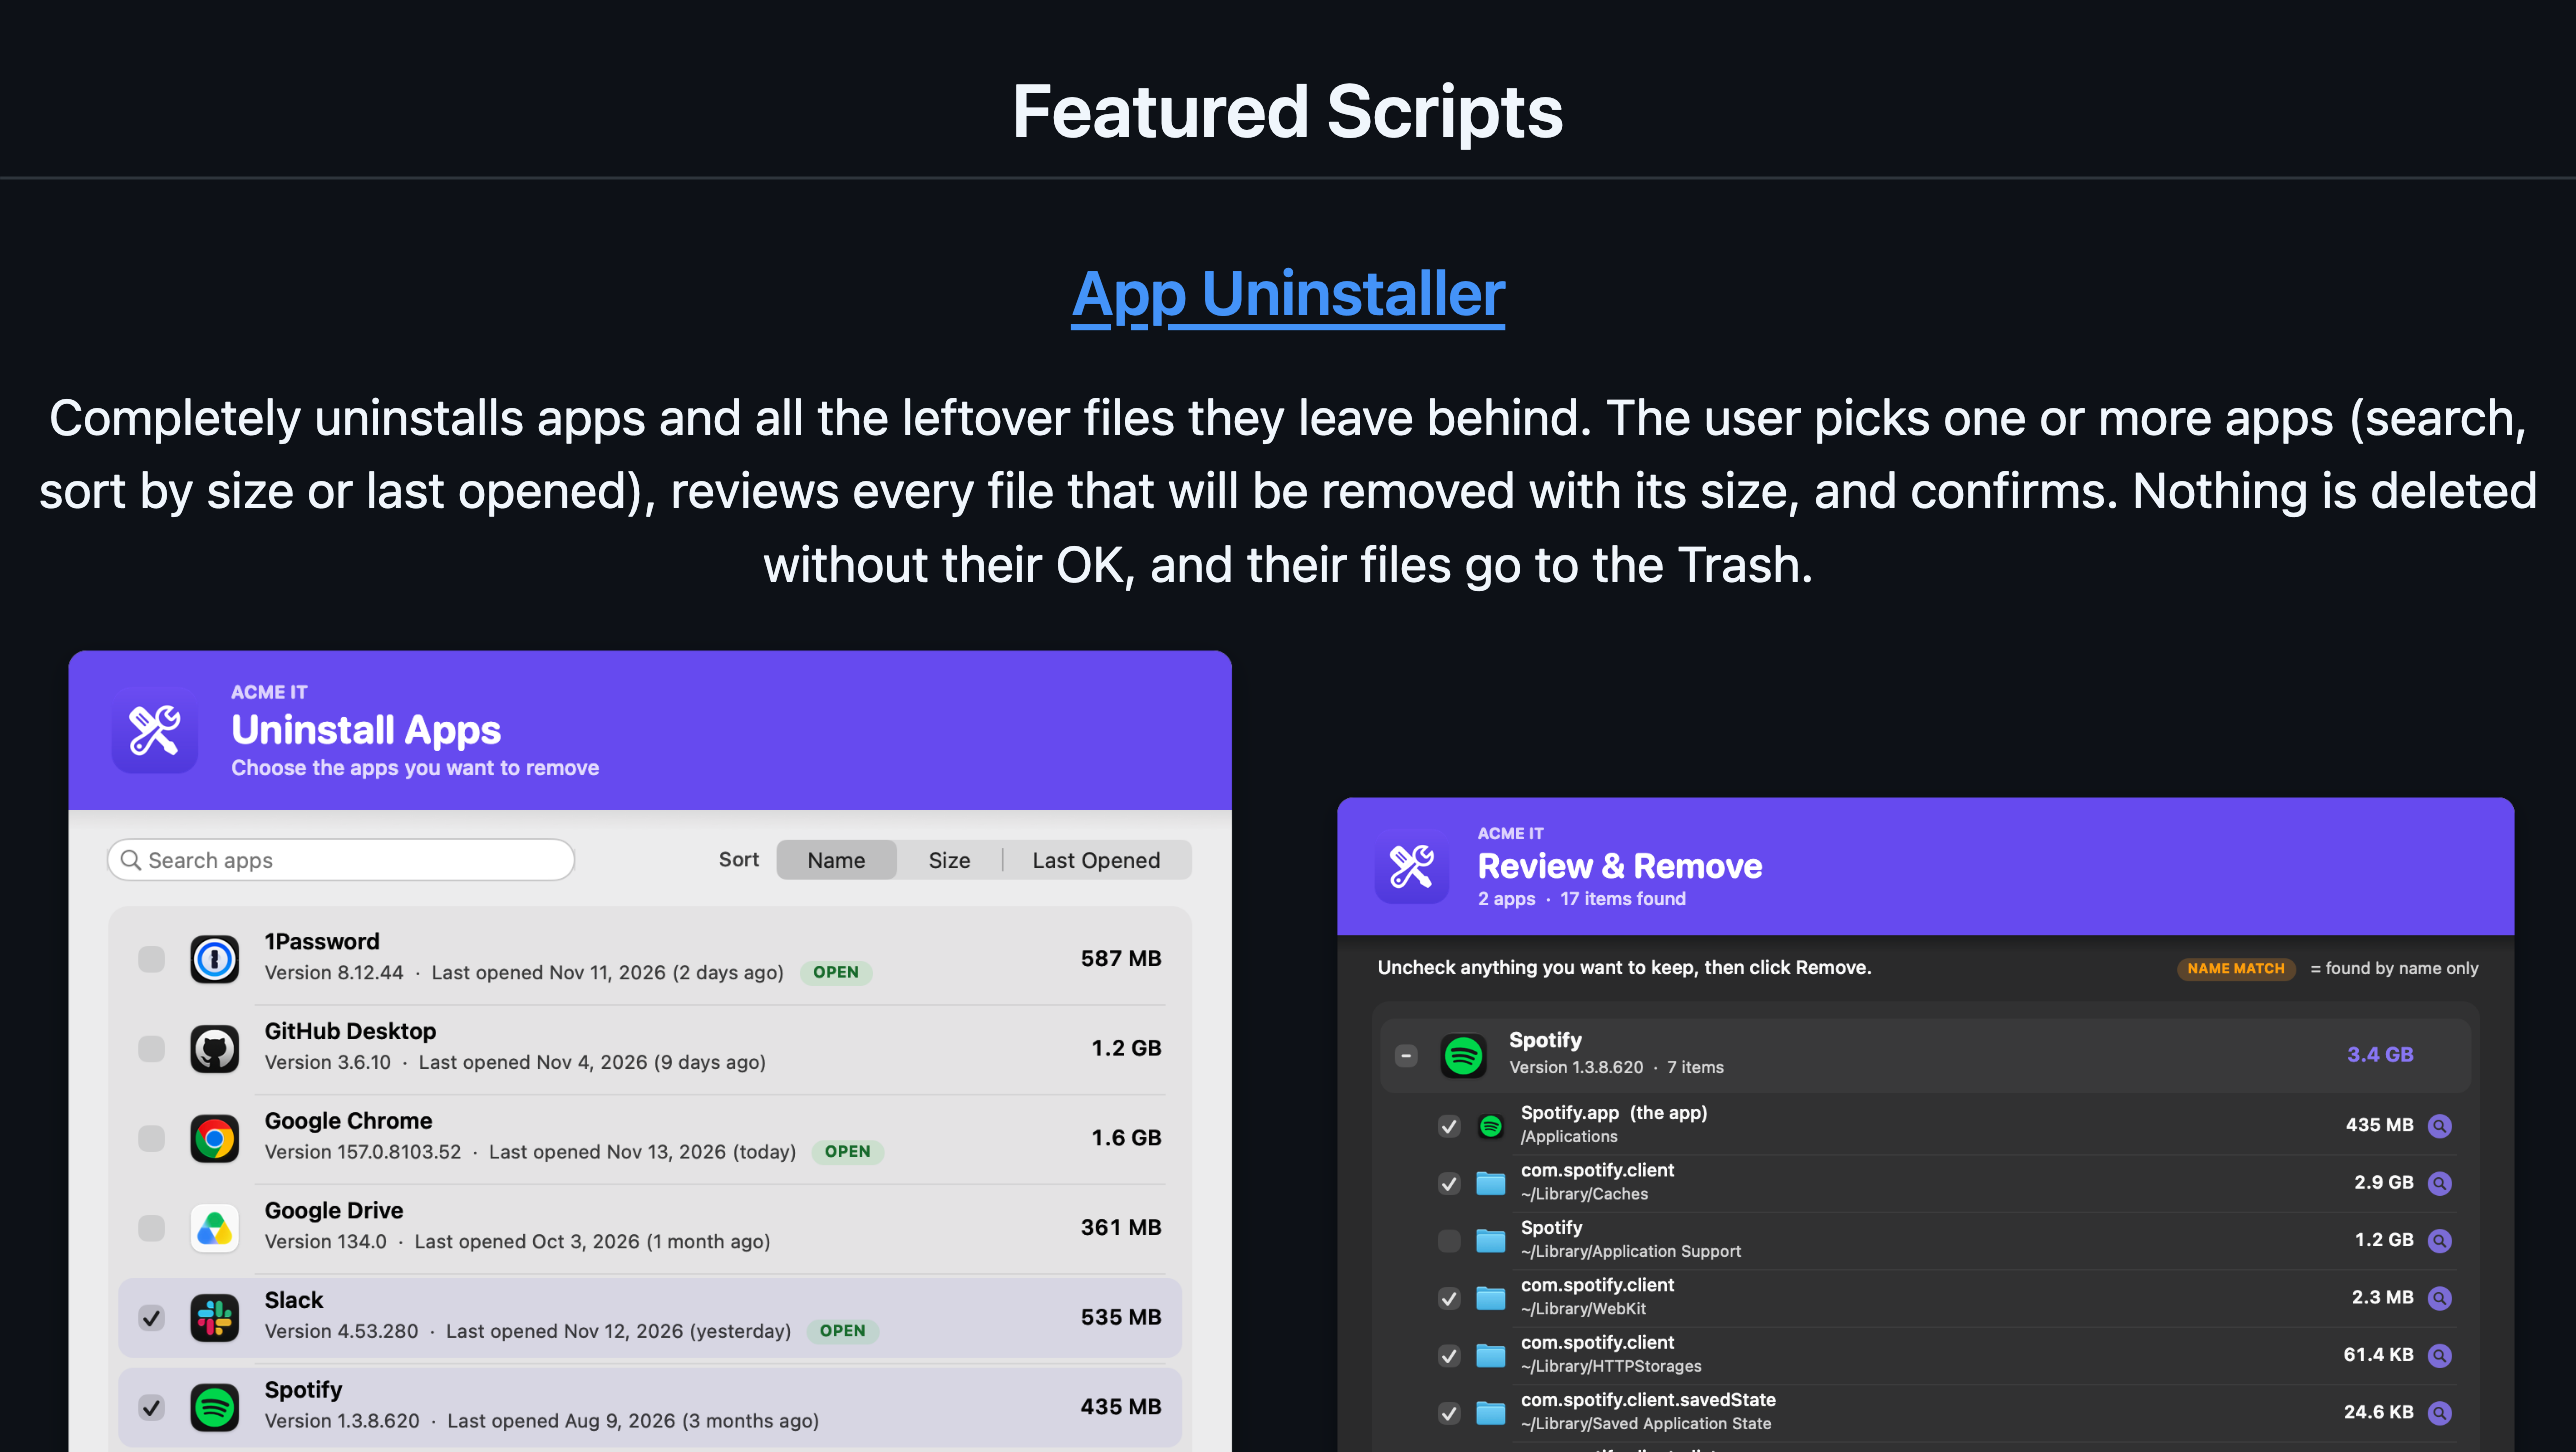 Featured Scripts
App Uninstaller
Completely uninstalls apps and all the leftover files they leave behind. The user picks one or more apps (search,
sort by size or last opened), reviews every file that will be removed with its size, and confirms. Nothing is deleted
without their OK, and their files go to the Trash.
ACME IT
Uninstall Apps
Choose the apps you want to remove
Search apps
Sort Name Size Last Opened
1Password
Version 8.12.44 · Last opened Nov 11, 2026 (2 days ago) OPEN
587 MB
GitHub Desktop
Version 3.6.10 · Last opened Nov 4, 2026 (9 days ago)
1.2 GB
Google Chrome
Version 157.0.8103.52 · Last opened Nov 13, 2026 (today) OPEN
1.6 GB
Google Drive
Version 134.0 · Last opened Oct 3, 2026 (1 month ago)
361 MB
Slack
Version 4.53.280 · Last opened Nov 12, 2026 (yesterday) OPEN
535 MB
Spotify
Version 1.3.8.620 · Last opened Aug 9, 2026 (3 months ago)
435 MB
ACME IT
Review & Remove
2 apps · 17 items found
Uncheck anything you want to keep, then click Remove.
NAME MATCH = found by name only
Spotify
Version 1.3.8.620 · 7 items
3.4 GB
Spotify.app (the app)
/Applications
435 MB
com.spotify.client
~/Library/Caches
2.9 GB
Spotify
~/Library/Application Support
1.2 GB
com.spotify.client
~/Library/WebKit
2.3 MB
com.spotify.client
~/Library/HTTPStorages
61.4 KB
com.spotify.client.savedState
~/Library/Saved Application State
24.6 KB